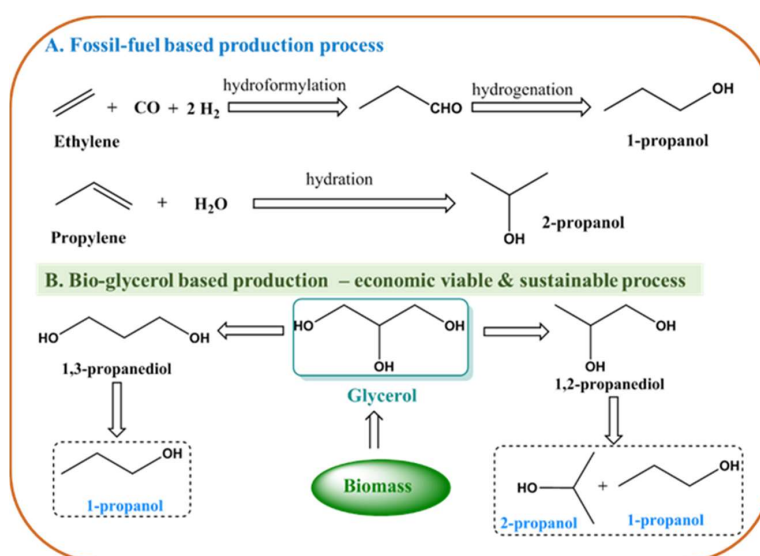 A. Fossil-fuel based production process
hydroformylation
hydrogenation
+ CO + 2 H₂
CHO
OH
Ethylene
1-propanol
hydration
+ H₂O
Propylene
OH
2-propanol
B. Bio-glycerol based production – economic viable & sustainable process
HO OH
HO OH
OH
OH
OH
OH
1,3-propanediol
1,2-propanediol
Glycerol
OH
1-propanol
Biomass
HO
+
OH
2-propanol
1-propanol